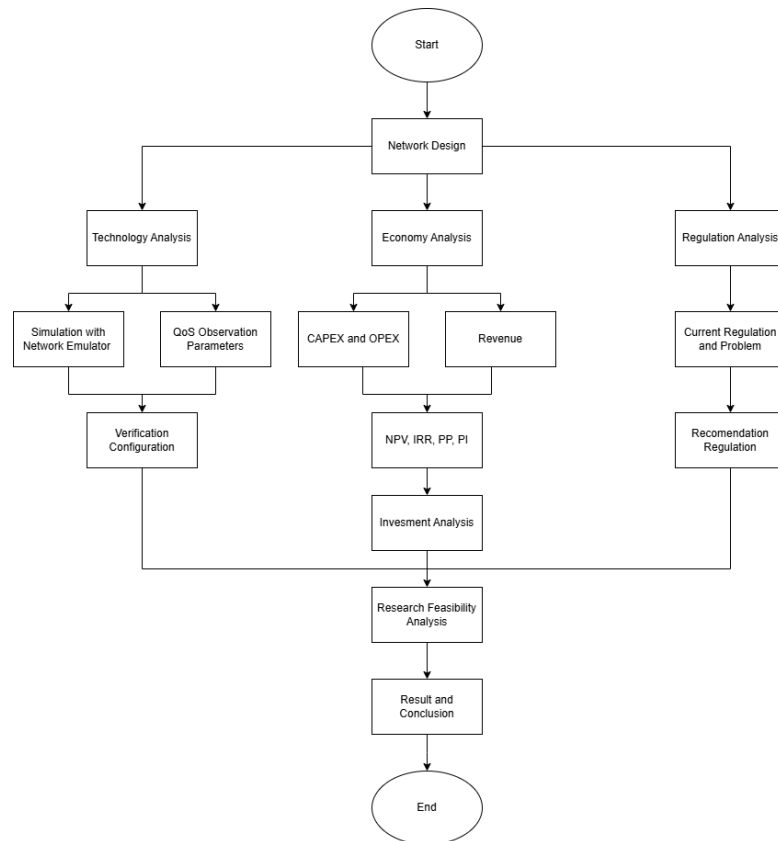 Start
Network Design
Technology Analysis
Economy Analysis
Regulation Analysis
Simulation with
Network Emulator
QoS Observation
Parameters
CAPEX and OPEX
Revenue
Current Regulation
and Problem
Verification
Configuration
NPV, IRR, PP, PI
Recomendation
Regulation
Invesment Analysis
Research Feasibility
Analysis
Result and
Conclusion
End